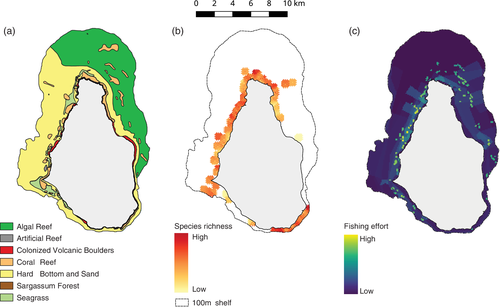 0 2 4 6 8 10 km
(a)
(b)
(c)
Algal Reef
Artificial Reef
Colonized Volcanic Boulders
Coral Reef
Hard Bottom and Sand
Sargassum Forest
Seagrass
Species richness
High
Low
100m shelf
Fishing effort
High
Low